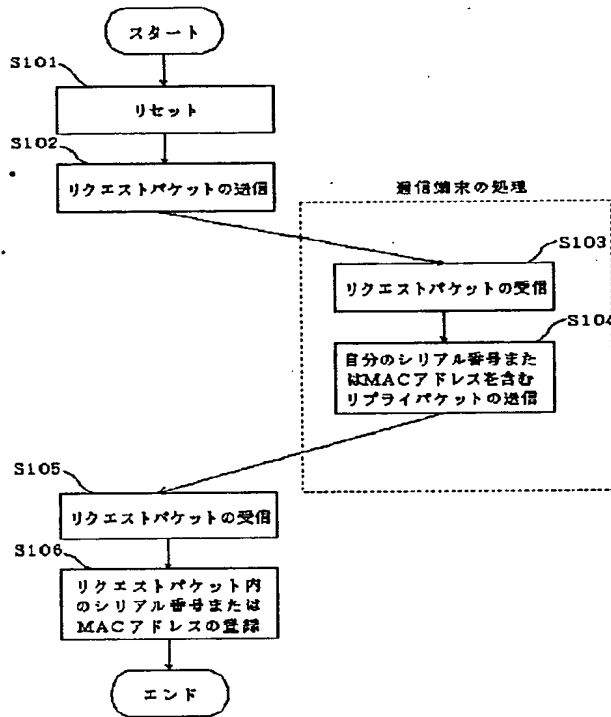 スタート
S101
リセット
S102
リクエストパケットの送信
通信端末の処理
S103
リクエストパケットの受信
S104
自分のシリアル番号また
はMACアドレスを含む
リプライパケットの送信
S105
リクエストパケットの受信
S106
リクエストパケット内
のシリアル番号または
MACアドレスの登録
エンド